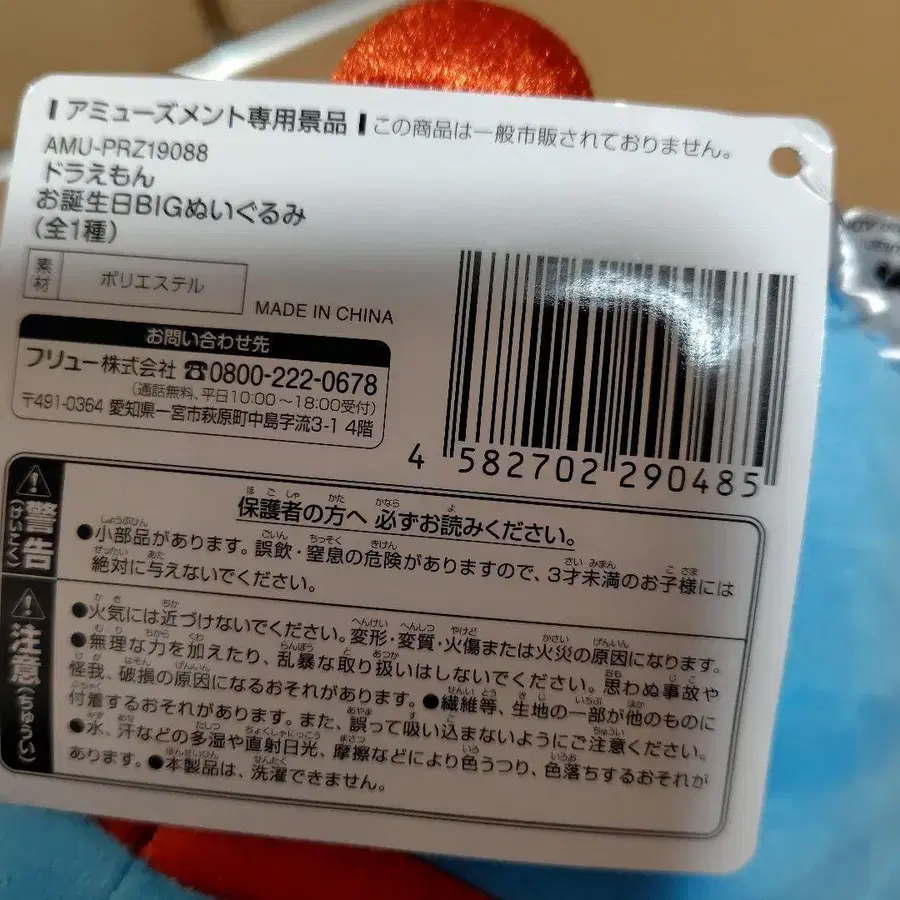 アミューズメント専用景品 この商品は一般市販されておりません。
AMU-PRZ19088
ドラえもん
お誕生日BIGぬいぐるみ
(全1種)
素材 ポリエステル
MADE IN CHINA
お問い合わせ先
フリュー株式会社 ☎0800-222-0678
(通話無料、平日10:00~18:00受付)
〒491-0364 愛知県一宮市萩原町中島字流3-1 4階
4 582702 290485
警告(けいこく)
保護者の方へ 必ずお読みください。
●小部品があります。誤飲・窒息の危険がありますので、3才未満のお子様には
絶対に与えないでください。
注意(ちゅうい)
●火気には近づけないでください。変形・変質・火傷または火災の原因になります。
●無理な力を加えたり、乱暴な取り扱いはしないでください。思わぬ事故や
怪我、破損の原因になるおそれがあります。●繊維等、生地の一部が他のものに
付着するおそれがあります。また、誤って吸い込まないようにご注意ください。
●水、汗などの多湿や直射日光、摩擦などにより色うつり、色落ちするおそれが
あります。●本製品は、洗濯できません。